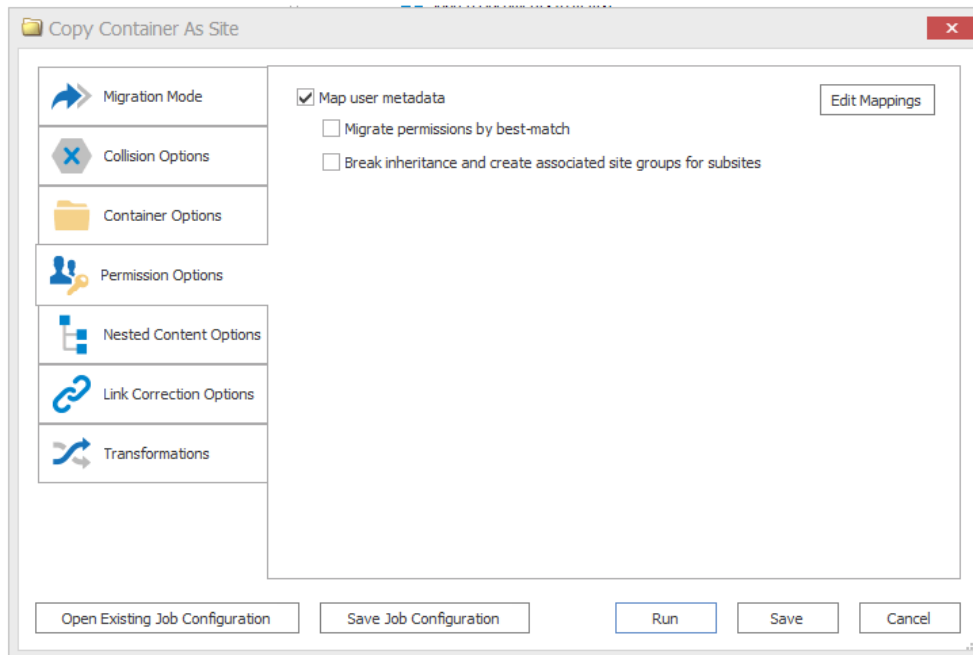 Copy Container As Site
Migration Mode
Collision Options
Container Options
Permission Options
Nested Content Options
Link Correction Options
Transformations
Map user metadata
Edit Mappings
Migrate permissions by best-match
Break inheritance and create associated site groups for subsites
Open Existing Job Configuration
Save Job Configuration
Run
Save
Cancel